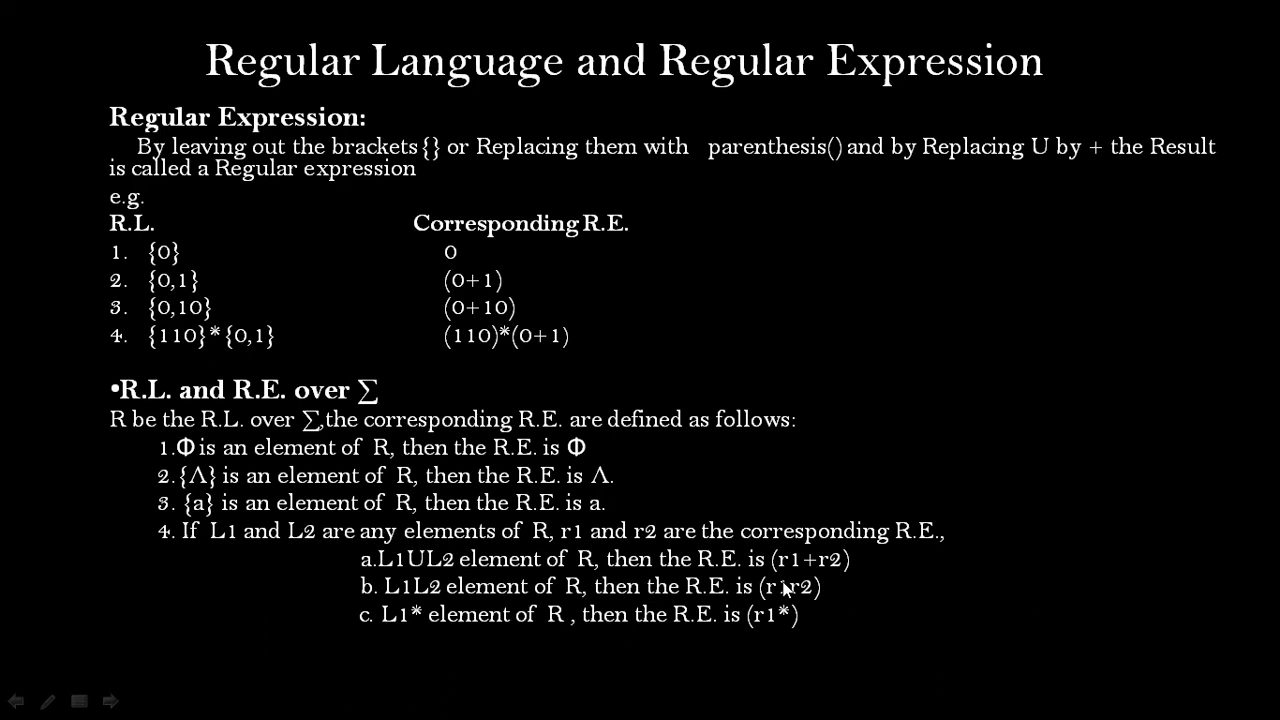 Regular Language and Regular Expression
Regular Expression:
By leaving out the brackets {} or Replacing them with parenthesis() and by Replacing U by + the Result
is called a Regular expression
e.g.
R.L. Corresponding R.E.
1. {0} 0
2. {0,1} (0+1)
3. {0,10} (0+10)
4. {110}*{0,1} (110)*(0+1)
•R.L. and R.E. over ∑
R be the R.L. over ∑,the corresponding R.E. are defined as follows:
1.Φ is an element of R, then the R.E. is Φ
2.{Λ} is an element of R, then the R.E. is Λ.
3. {a} is an element of R, then the R.E. is a.
4. If L1 and L2 are any elements of R, r1 and r2 are the corresponding R.E.,
a.L1UL2 element of R, then the R.E. is (r1+r2)
b. L1L2 element of R, then the R.E. is (r1r2)
c. L1* element of R , then the R.E. is (r1*)